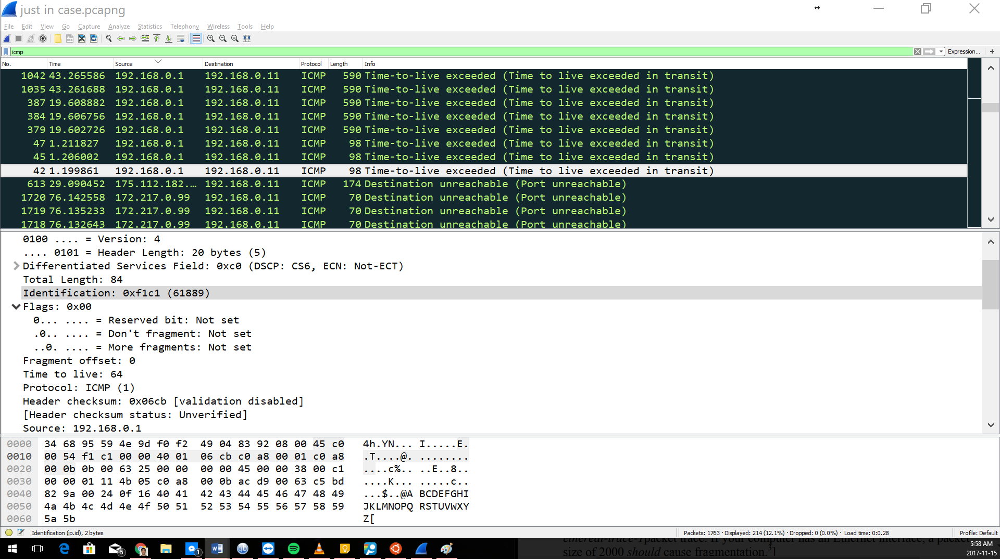 just in case.pcapng
File Edit View Go Capture Analyze Statistics Telephony Wireless Tools Help
icmp Expression... +
No. Time Source Destination Protocol Length Info
1042 43.265586 192.168.0.1 192.168.0.11 ICMP 590 Time-to-live exceeded (Time to live exceeded in transit)
1035 43.261688 192.168.0.1 192.168.0.11 ICMP 590 Time-to-live exceeded (Time to live exceeded in transit)
387 19.608882 192.168.0.1 192.168.0.11 ICMP 590 Time-to-live exceeded (Time to live exceeded in transit)
384 19.606756 192.168.0.1 192.168.0.11 ICMP 590 Time-to-live exceeded (Time to live exceeded in transit)
379 19.602726 192.168.0.1 192.168.0.11 ICMP 590 Time-to-live exceeded (Time to live exceeded in transit)
47 1.211827 192.168.0.1 192.168.0.11 ICMP 98 Time-to-live exceeded (Time to live exceeded in transit)
45 1.206002 192.168.0.1 192.168.0.11 ICMP 98 Time-to-live exceeded (Time to live exceeded in transit)
42 1.199861 192.168.0.1 192.168.0.11 ICMP 98 Time-to-live exceeded (Time to live exceeded in transit)
613 29.090452 175.112.182.… 192.168.0.11 ICMP 174 Destination unreachable (Port unreachable)
1720 76.142558 172.217.0.99 192.168.0.11 ICMP 70 Destination unreachable (Port unreachable)
1719 76.135233 172.217.0.99 192.168.0.11 ICMP 70 Destination unreachable (Port unreachable)
1718 76.132643 172.217.0.99 192.168.0.11 ICMP 70 Destination unreachable (Port unreachable)
0100 .... = Version: 4
.... 0101 = Header Length: 20 bytes (5)
Differentiated Services Field: 0xc0 (DSCP: CS6, ECN: Not-ECT)
Total Length: 84
Identification: 0xf1c1 (61889)
Flags: 0x00
0... .... = Reserved bit: Not set
.0.. .... = Don't fragment: Not set
..0. .... = More fragments: Not set
Fragment offset: 0
Time to live: 64
Protocol: ICMP (1)
Header checksum: 0x06cb [validation disabled]
[Header checksum status: Unverified]
Source: 192.168.0.1
0000 34 68 95 59 4e 9d f0 f2 49 04 83 92 08 00 45 c0 4h.YN... I.....E.
0010 00 54 f1 c1 00 00 40 01 06 cb c0 a8 00 01 c0 a8 .T....@. ........
0020 00 0b 0b 00 63 25 00 00 00 00 45 00 00 38 00 c1 ....c%.. ..E..8..
0030 00 00 01 11 4b 05 c0 a8 00 0b ac d9 00 63 c5 bd ....K... .....c..
0040 82 9a 00 24 0f 16 40 41 42 43 44 45 46 47 48 49 ...$..@A BCDEFGHI
0050 4a 4b 4c 4d 4e 4f 50 51 52 53 54 55 56 57 58 59 JKLMNOPQ RSTUVWXY
0060 5a 5b Z[
Identification (ip.id), 2 bytes Packets: 1763 · Displayed: 214 (12.1%) · Dropped: 0 (0.0%) · Load time: 0:0.28 Profile: Default
ethereal-trace-1 packet trace. If your computer has an Ethernet interface, a packet
size of 2000 should cause fragmentation.3]
5 1
5:58 AM
2017-11-15